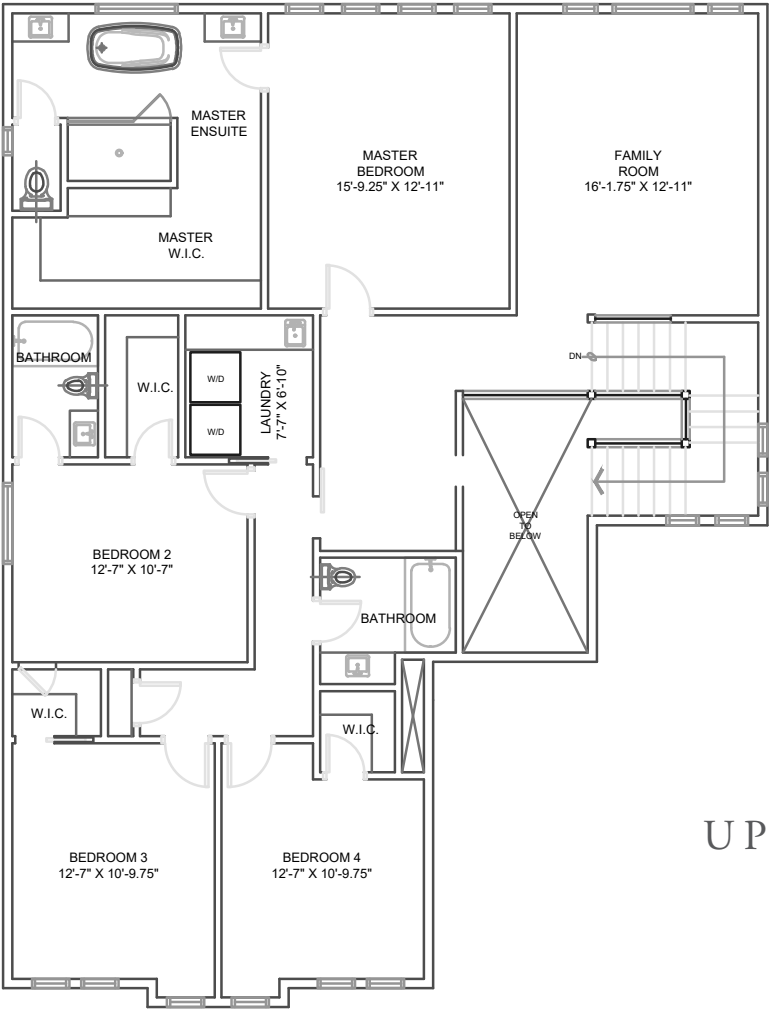 MASTER
ENSUITE
MASTER
BEDROOM
15'-9.25" X 12'-11"
FAMILY
ROOM
16'-1.75" X 12'-11"
MASTER
W.I.C.
BATHROOM
W.I.C.
W/D
W/D
LAUNDRY
7'-7" X 6'-10"
DN
OPEN
TO
BELOW
BEDROOM 2
12'-7" X 10'-7"
BATHROOM
W.I.C.
W.I.C.
BEDROOM 3
12'-7" X 10'-9.75"
BEDROOM 4
12'-7" X 10'-9.75"
UP